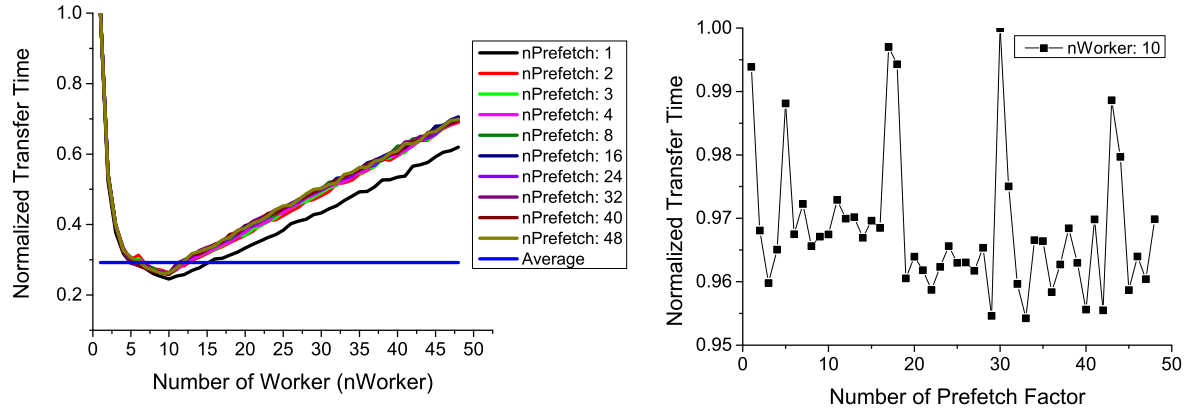 Normalized Transfer Time
1.0
0.8
0.6
0.4
0.2
0 5 10 15 20 25 30 35 40 45 50
Number of Worker (nWorker)
nPrefetch: 1
nPrefetch: 2
nPrefetch: 3
nPrefetch: 4
nPrefetch: 8
nPrefetch: 16
nPrefetch: 24
nPrefetch: 32
nPrefetch: 40
nPrefetch: 48
Average
Normalized Transfer Time
1.00
0.99
0.98
0.97
0.96
0.95
0 10 20 30 40 50
Number of Prefetch Factor
nWorker: 10